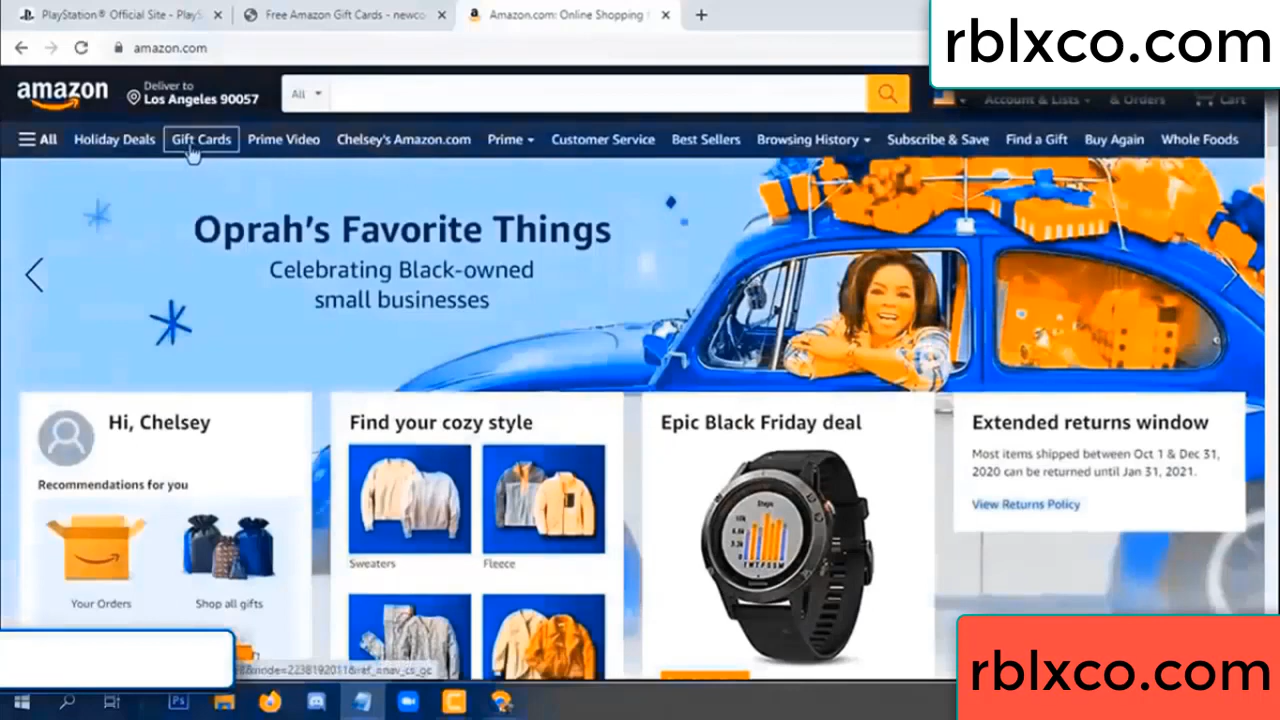 PlayStation® Official Site - PlayS
Free Amazon Gift Cards - newco
Amazon.com: Online Shopping
rblxco.com
amazon.com
amazon
Deliver to
Los Angeles 90057
All
Account & Lists
& Orders
Cart
All
Holiday Deals
Gift Cards
Prime Video
Chelsey's Amazon.com
Prime
Customer Service
Best Sellers
Browsing History
Subscribe & Save
Find a Gift
Buy Again
Whole Foods
Oprah's Favorite Things
Celebrating Black-owned
small businesses
Hi, Chelsey
Recommendations for you
Your Orders
Shop all gifts
Find your cozy style
Sweaters
Fleece
Epic Black Friday deal
Steps
Extended returns window
Most items shipped between Oct 1 & Dec 31,
2020 can be returned until Jan 31, 2021.
View Returns Policy
Ps
rblxco.com